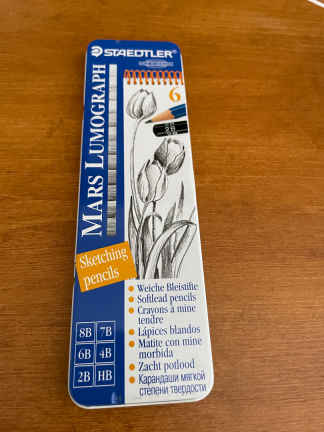 STAEDTLER
MARS LUMOGRAPH
6
Sketching
pencils
Weiche Bleistifte
Softlead pencils
Crayons à mine
tendre
Lápices blandos
Matite con mine
morbida
Zacht potlood
Карандаши мягкой
степени твердости
8B 7B
6B 4B
2B HB